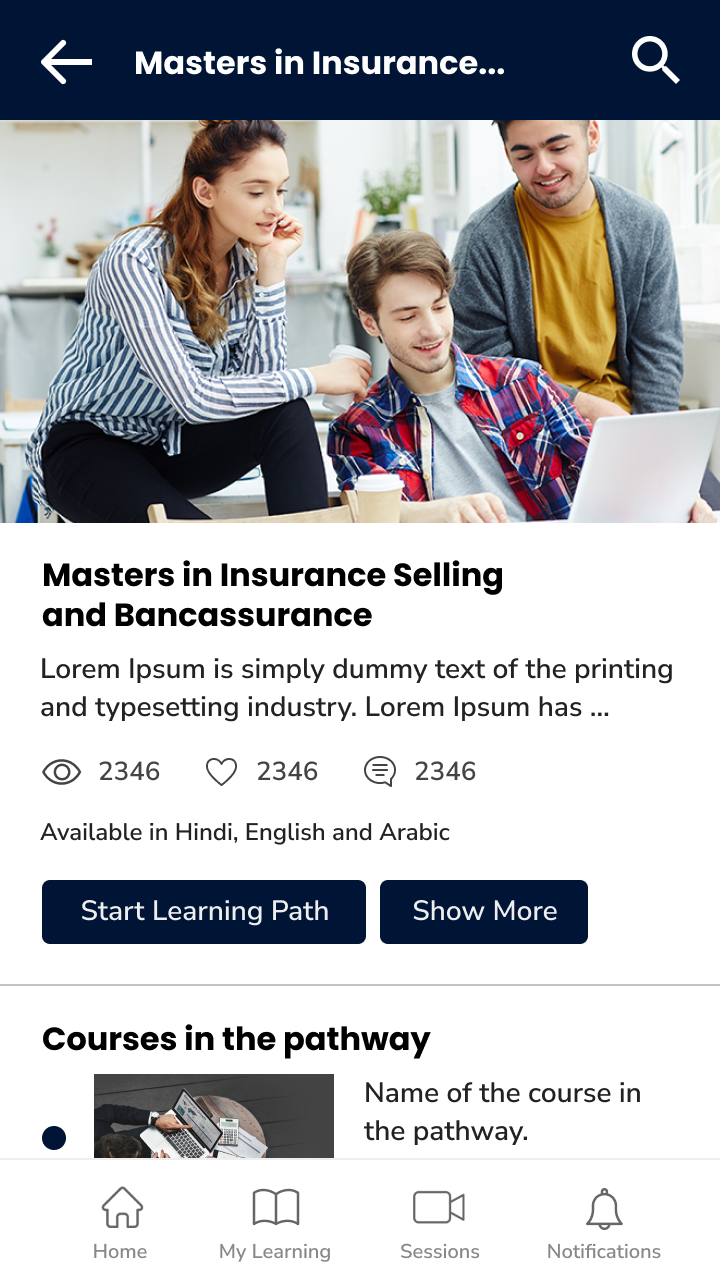 Masters in Insurance...
Masters in Insurance Selling
and Bancassurance
Lorem Ipsum is simply dummy text of the printing
and typesetting industry. Lorem Ipsum has ...
2346 2346 2346
Available in Hindi, English and Arabic
Start Learning Path Show More
Courses in the pathway
Name of the course in
the pathway.
Home My Learning Sessions Notifications